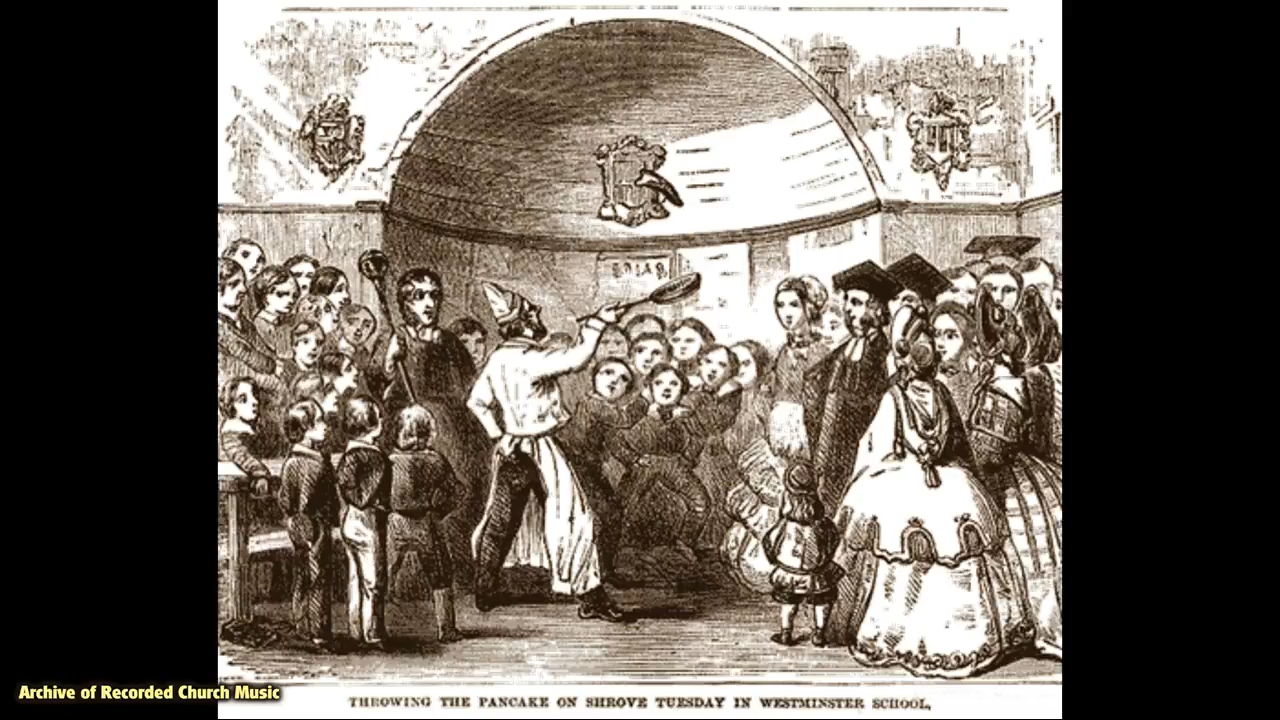 Archive of Recorded Church Music
THROWING THE PANCAKE ON SHROVE TUESDAY IN WESTMINSTER SCHOOL,